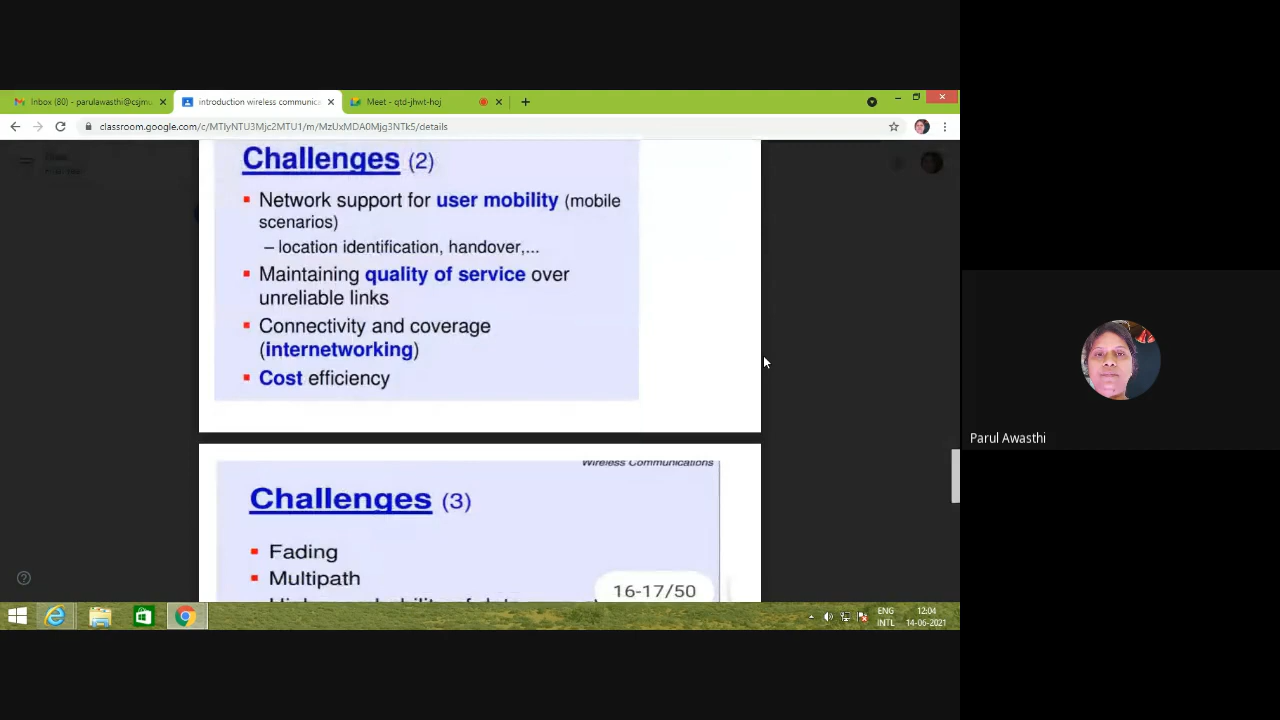 Inbox (80) - parulawasthi@csjmu
introduction wireless communica
Meet - qtd-jhwt-hoj
classroom.google.com/c/MTIyNTU3Mjc2MTU1/m/MzUxMDA0Mjg3NTk5/details
Challenges (2)
▪ Network support for user mobility (mobile
scenarios)
– location identification, handover,...
▪ Maintaining quality of service over
unreliable links
▪ Connectivity and coverage
(internetworking)
▪ Cost efficiency
Wireless Communications
Challenges (3)
▪ Fading
▪ Multipath
16-17/50
Parul Awasthi
ENG
INTL
12:04
14-06-2021